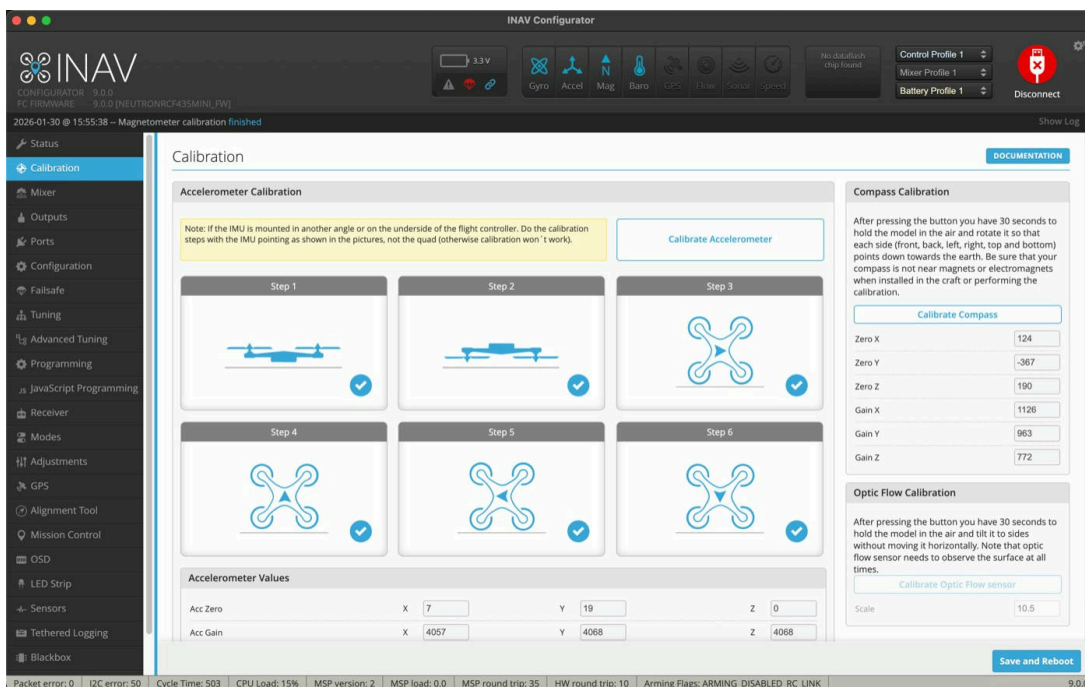 INAV Configurator
INAV
CONFIGURATOR 9.0.0
FC FIRMWARE 9.0.0 [NEUTRONRCF435MINI_FW]
3.3 V
Gyro Accel Mag Baro GPS Flow Sonar Speed
No dataflash
chip found
Control Profile 1
Mixer Profile 1
Battery Profile 1
Disconnect
2026-01-30 @ 15:55:38 -- Magnetometer calibration finished
Show Log
Status
Calibration
Mixer
Outputs
Ports
Configuration
Failsafe
Tuning
Advanced Tuning
Programming
JS JavaScript Programming
Receiver
Modes
Adjustments
GPS
Alignment Tool
Mission Control
OSD
LED Strip
Sensors
Tethered Logging
Blackbox
Calibration
DOCUMENTATION
Accelerometer Calibration
Note: If the IMU is mounted in another angle or on the underside of the flight controller. Do the calibration
steps with the IMU pointing as shown in the pictures, not the quad (otherwise calibration won`t work).
Calibrate Accelerometer
Step 1
Step 2
Step 3
Step 4
Step 5
Step 6
Accelerometer Values
Acc Zero X 7 Y 19 Z 0
Acc Gain X 4057 Y 4068 Z 4068
Compass Calibration
After pressing the button you have 30 seconds to
hold the model in the air and rotate it so that
each side (front, back, left, right, top and bottom)
points down towards the earth. Be sure that your
compass is not near magnets or electromagnets
when installed in the craft or performing the
calibration.
Calibrate Compass
Zero X 124
Zero Y -367
Zero Z 190
Gain X 1126
Gain Y 963
Gain Z 772
Optic Flow Calibration
After pressing the button you have 30 seconds to
hold the model in the air and tilt it to sides
without moving it horizontally. Note that optic
flow sensor needs to observe the surface at all
times.
Calibrate Optic Flow sensor
Scale 10.5
Save and Reboot
Packet error: 0 I2C error: 50 Cycle Time: 503 CPU Load: 15% MSP version: 2 MSP load: 0.0 MSP round trip: 35 HW round trip: 10 Arming Flags: ARMING_DISABLED_RC_LINK 9.0.